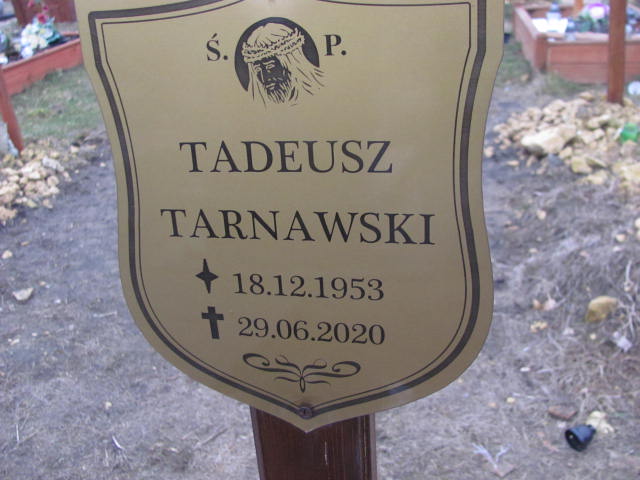 Ś. P.
TADEUSZ
TARNAWSKI
18.12.1953
29.06.2020